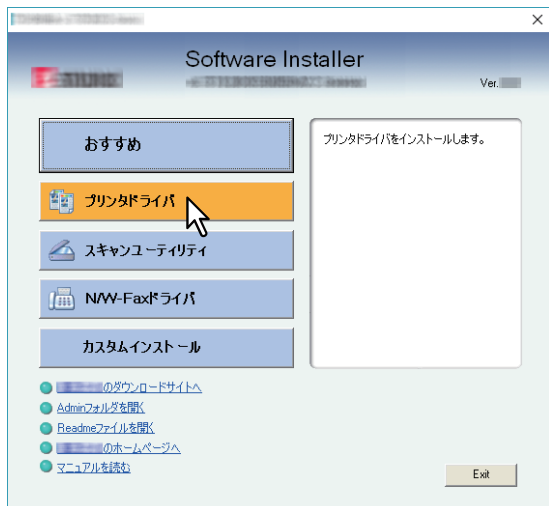 Software Installer
Ver.
おすすめ
プリンタドライバをインストールします。
プリンタドライバ
スキャンユーティリティ
N/W-Faxドライバ
カスタムインストール
のダウンロードサイトへ
Adminフォルダを開く
Readmeファイルを開く
のホームページへ
マニュアルを読む
Exit